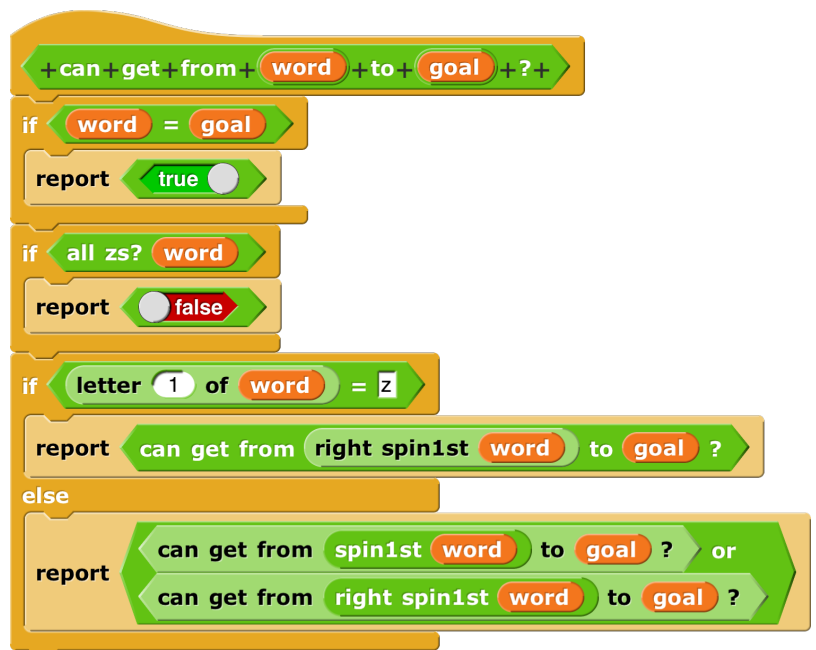 +can+get+from+ word +to+ goal +?+
if word = goal
report true
if all zs? word
report false
if letter 1 of word = z
report can get from right spin1st word to goal ?
else
can get from spin1st word to goal ? or
report
can get from right spin1st word to goal ?